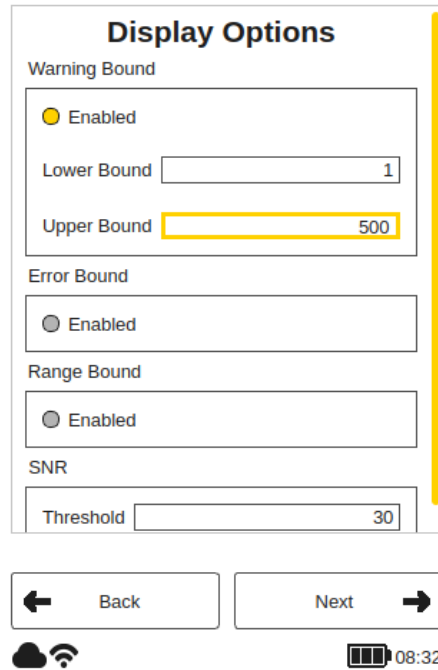 Display Options
Warning Bound
Enabled
Lower Bound 1
Upper Bound 500
Error Bound
Enabled
Range Bound
Enabled
SNR
Threshold 30
Back Next
08:32